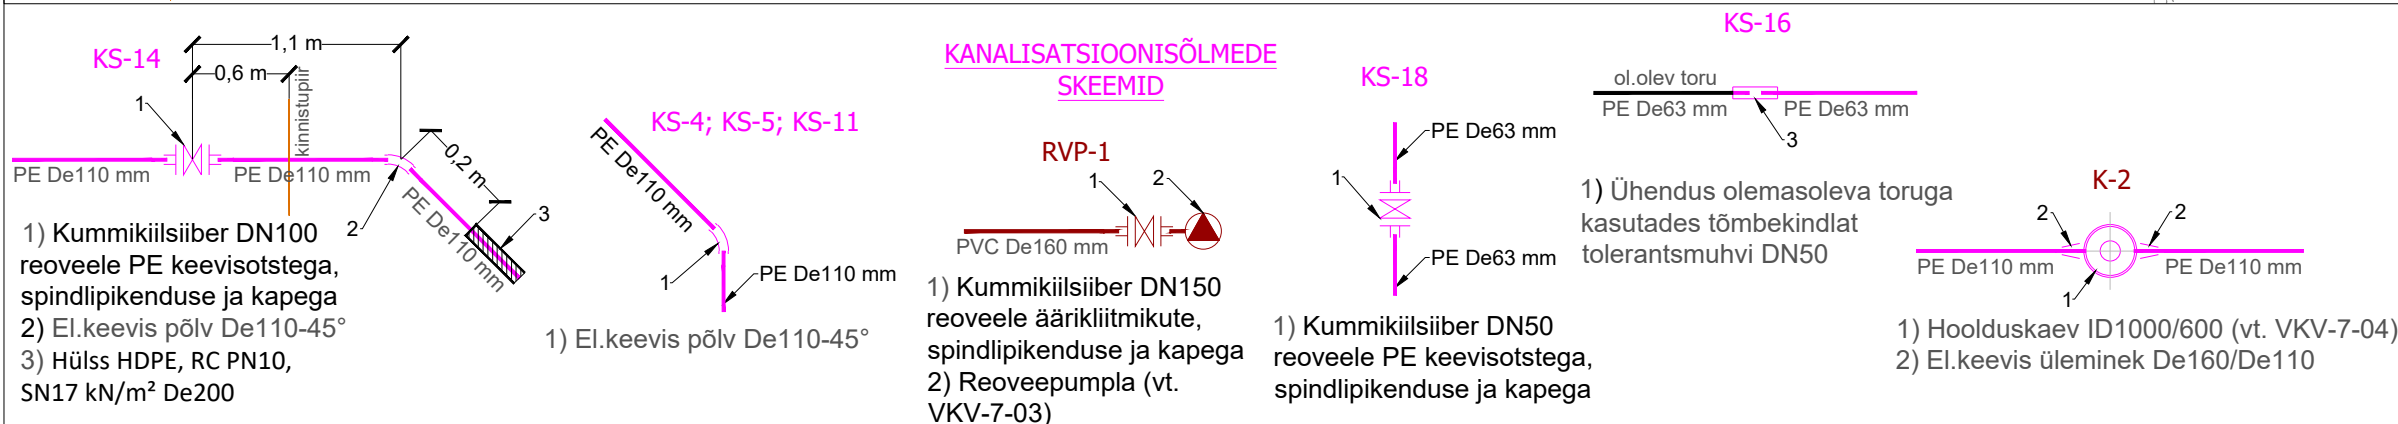 KS-14
1,1 m
0,6 m
kinnistupiir
1
PE De110 mm
PE De110 mm
0,2 m
PE De110 mm
2
3
1) Kummikiilsiiber DN100
reoveele PE keevisotstega,
spindlipikenduse ja kapega
2) El.keevis põlv De110-45°
3) Hülss HDPE, RC PN10,
SN17 kN/m² De200
KS-4; KS-5; KS-11
PE De110 mm
1
PE De110 mm
1) El.keevis põlv De110-45°
KANALISATSIOONISÕLMEDE
SKEEMID
RVP-1
1
2
PVC De160 mm
1) Kummikiilsiiber DN150
reoveele äärikliitmikute,
spindlipikenduse ja kapega
2) Reoveepumpla (vt.
VKV-7-03)
KS-18
PE De63 mm
1
PE De63 mm
1) Kummikiilsiiber DN50
reoveele PE keevisotstega,
spindlipikenduse ja kapega
KS-16
ol.olev toru
PE De63 mm
PE De63 mm
3
1) Ühendus olemasoleva toruga
kasutades tõmbekindlat
tolerantsmuhvi DN50
K-2
2
2
PE De110 mm
PE De110 mm
1
1) Hoolduskaev ID1000/600 (vt. VKV-7-04)
2) El.keevis üleminek De160/De110